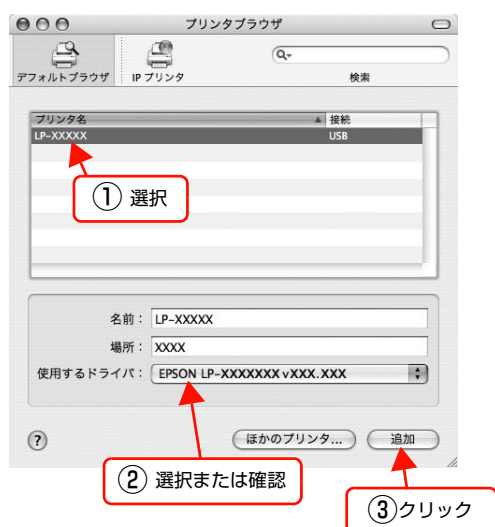 プリンタブラウザ
デフォルトブラウザ IP プリンタ 検索
プリンタ名 接続
LP-XXXXX USB
① 選択
名前： LP-XXXXX
場所： XXXX
使用するドライバ： EPSON LP-XXXXXXX vXXX.XXX
? ほかのプリンタ... 追加
② 選択または確認
③クリック